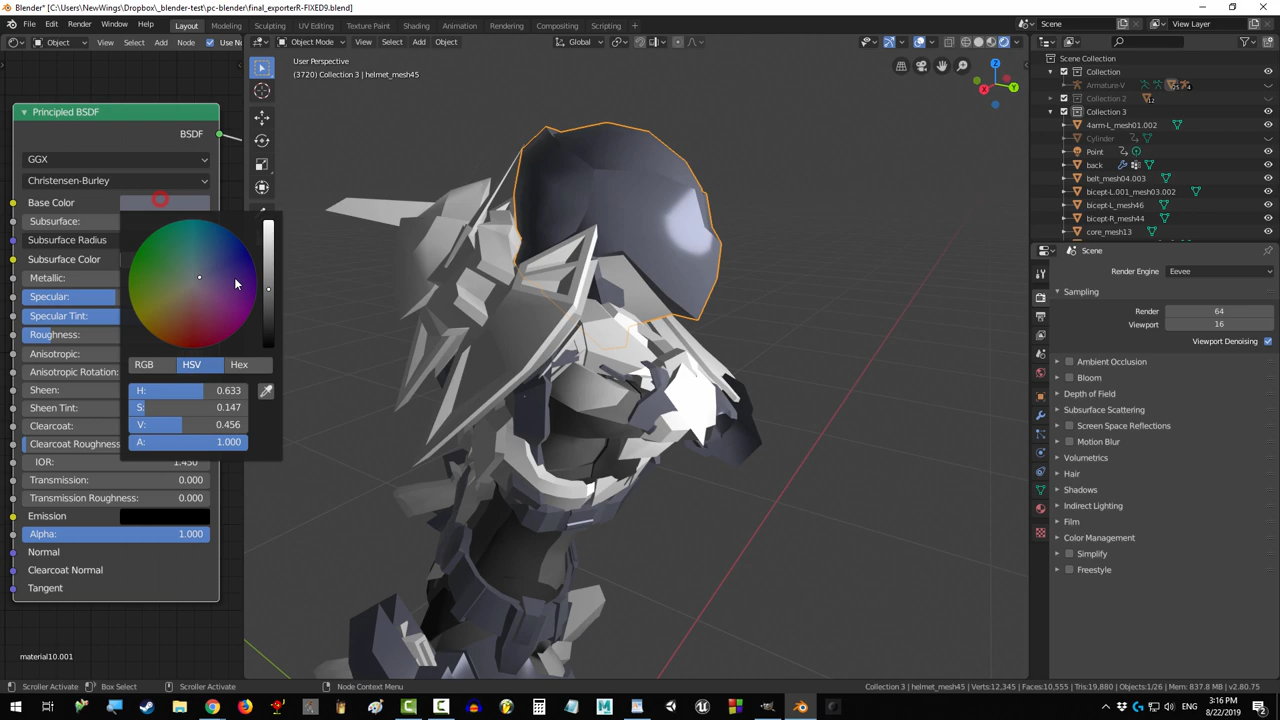 Blender* [C:\Users\NewWings\Dropbox\_blender-test\pc-blende\final_exporterR-FIXED9.blend]
File Edit Render Window Help Layout Modeling Sculpting UV Editing Texture Paint Shading Animation Rendering Compositing Scripting Scene View Layer
Object View Select Add Node Use No Object Mode View Select Add Object Global
User Perspective
(3720) Collection 3 | helmet_mesh45
Principled BSDF
BSDF
GGX
Christensen-Burley
Base Color
Subsurface:
Subsurface Radius
Subsurface Color
Metallic:
Specular:
Specular Tint:
Roughness:
Anisotropic:
Anisotropic Rotation:
Sheen:
Sheen Tint:
Clearcoat:
Clearcoat Roughness
IOR: 1.450
Transmission: 0.000
Transmission Roughness: 0.000
Emission
Alpha: 1.000
Normal
Clearcoat Normal
Tangent
material10.001
RGB HSV Hex
H: 0.633
S: 0.147
V: 0.456
A: 1.000
X
Y
Z
Scene Collection
Collection
Armature-V 4
Collection 2 12
Collection 3
4arm-L_mesh01.002
Cylinder
Point
back
belt_mesh04.003
bicept-L.001_mesh03.002
bicept-L_mesh46
bicept-R_mesh44
core_mesh13
Scene
Render Engine Eevee
Sampling
Render 64
Viewport 16
Viewport Denoising
Ambient Occlusion
Bloom
Depth of Field
Subsurface Scattering
Screen Space Reflections
Motion Blur
Volumetrics
Hair
Shadows
Indirect Lighting
Film
Color Management
Simplify
Freestyle
Scroller Activate Box Select Scroller Activate Node Context Menu Collection 3 | helmet_mesh45 | Verts:12,345 | Faces:10,555 | Tris:19,880 | Objects:1/26 | Mem: 837.8 MB | v2.80.75
ENG
3:16 PM
8/22/2019